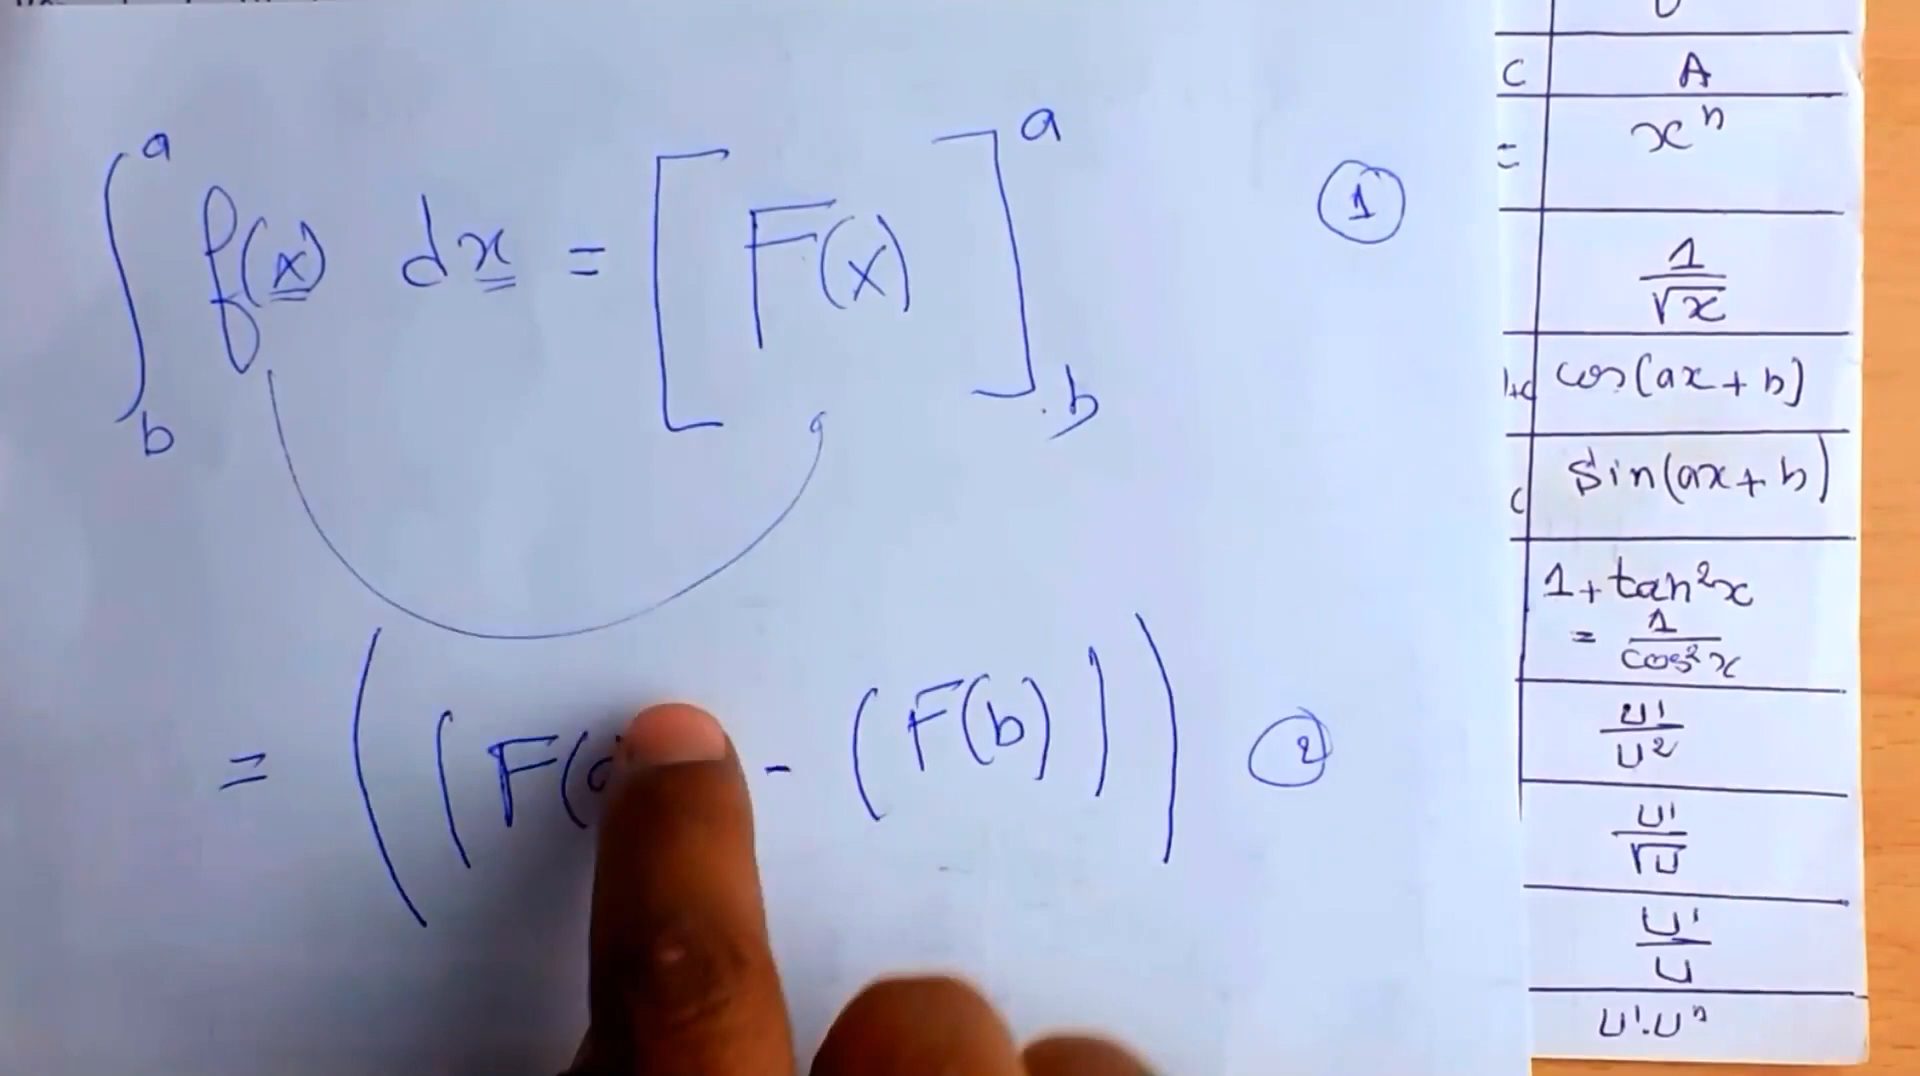 ∫_b^a f(x) dx = [F(x)]_b^a ①
= ((F( - (F(b))) ②
C A
= x^n
1/√x
cos(ax+b)
C sin(ax+b)
1+tan²x
= 1/cos²x
U'/U²
U'/√U
U'/U
U'.U^n